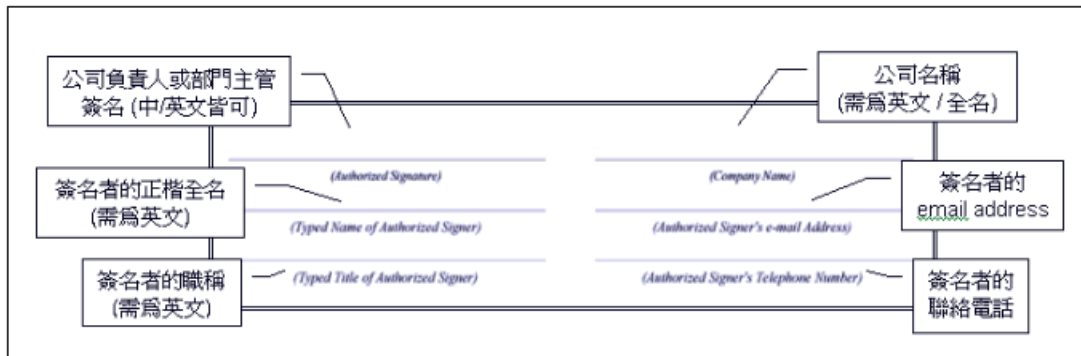 公司負責人或部門主管
簽名 (中/英文皆可)
公司名稱
(需爲英文 / 全名)
(Authorized Signature)
(Company Name)
簽名者的正楷全名
(需爲英文)
簽名者的
email address
(Typed Name of Authorized Signer)
(Authorized Signer's e-mail Address)
簽名者的職稱
(需爲英文)
(Typed Title of Authorized Signer)
(Authorized Signer's Telephone Number)
簽名者的
聯絡電話